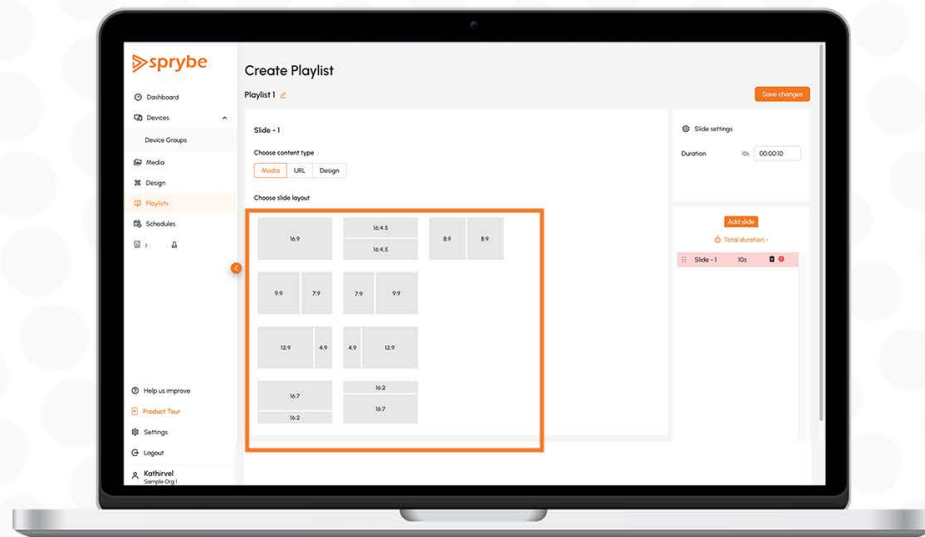 sprybe
Dashboard
Devices
Device Groups
Media
Design
Playlists
Schedules
Help us improve
Product Tour
Settings
Logout
Kathirvel
Sample Org 1
Create Playlist
Playlist 1
Save changes
Slide - 1
Choose content type
Media URL Design
Choose slide layout
16:9
16:4.5
16:4.5
8:9 8:9
9:9 7:9
7:9 9:9
12:9 4:9
4:9 12:9
16:7
16:2
16:2
16:7
Slide settings
Duration 10s 00:00:10
Add slide
Total duration -
Slide - 1 10s